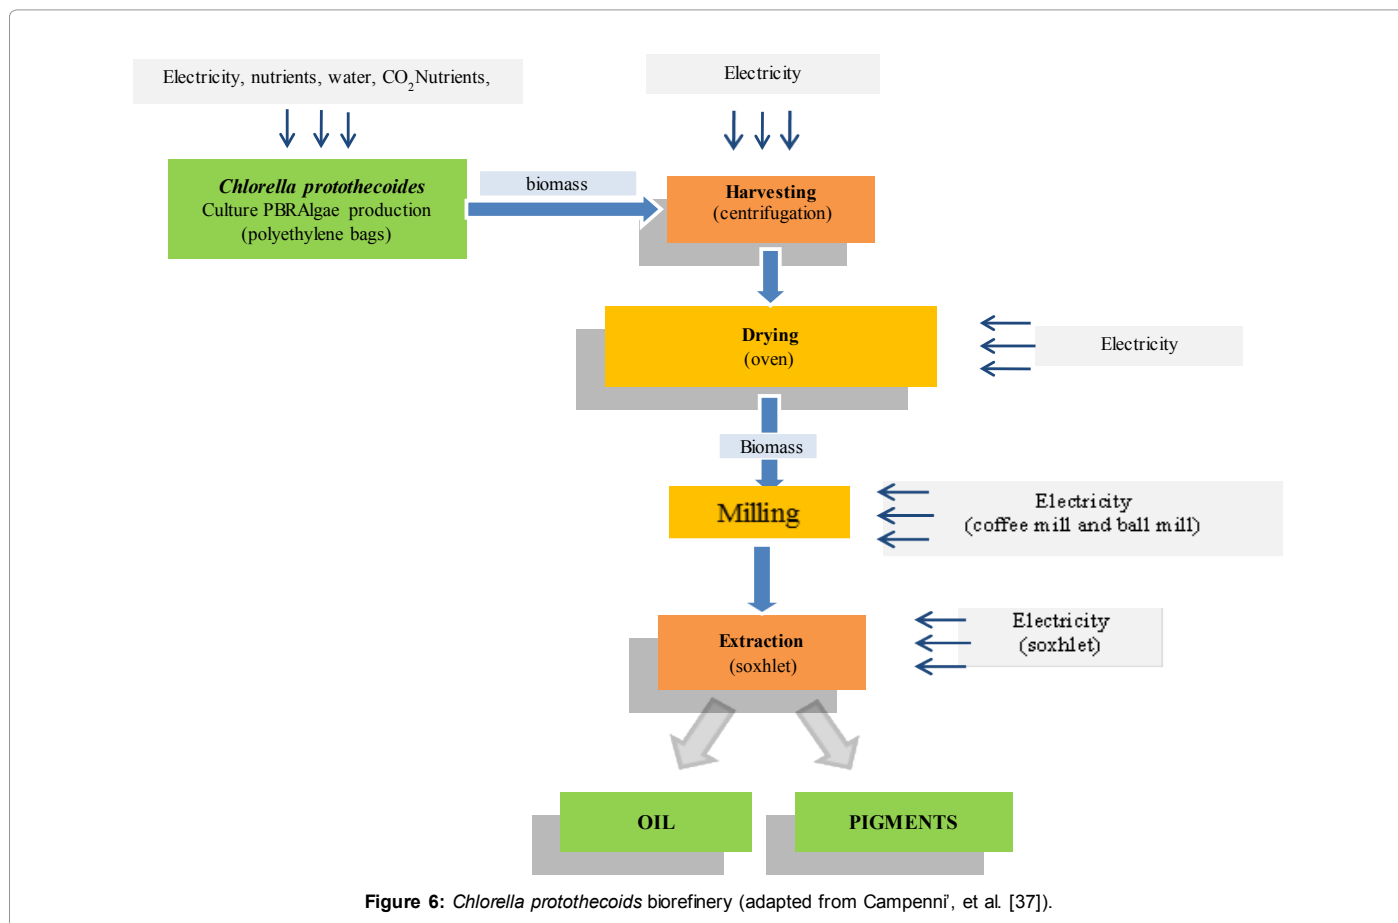 Electricity, nutrients, water, CO2Nutrients,
Electricity
Chlorella protothecoides
Culture PBRAlgae production
(polyethylene bags)
biomass
Harvesting
(centrifugation)
Drying
(oven)
Electricity
Biomass
Milling
Electricity
(coffee mill and ball mill)
Extraction
(soxhlet)
Electricity
(soxhlet)
OIL
PIGMENTS
Figure 6: Chlorella protothecoids biorefinery (adapted from Campenni’, et al. [37]).